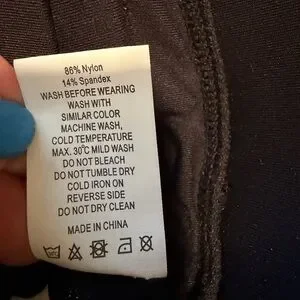 86% Nylon
14% Spandex
WASH BEFORE WEARING
WASH WITH
SIMILAR COLOR
MACHINE WASH,
COLD TEMPERATURE
MAX. 30℃ MILD WASH
DO NOT BLEACH
DO NOT TUMBLE DRY
COLD IRON ON
REVERSE SIDE
DO NOT DRY CLEAN
MADE IN CHINA